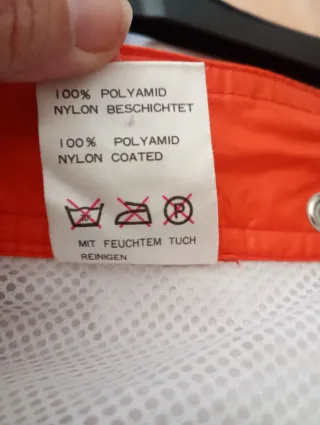 100% POLYAMID
NYLON BESCHICHTET
100% POLYAMID
NYLON COATED
P
MIT FEUCHTEM TUCH
REINIGEN